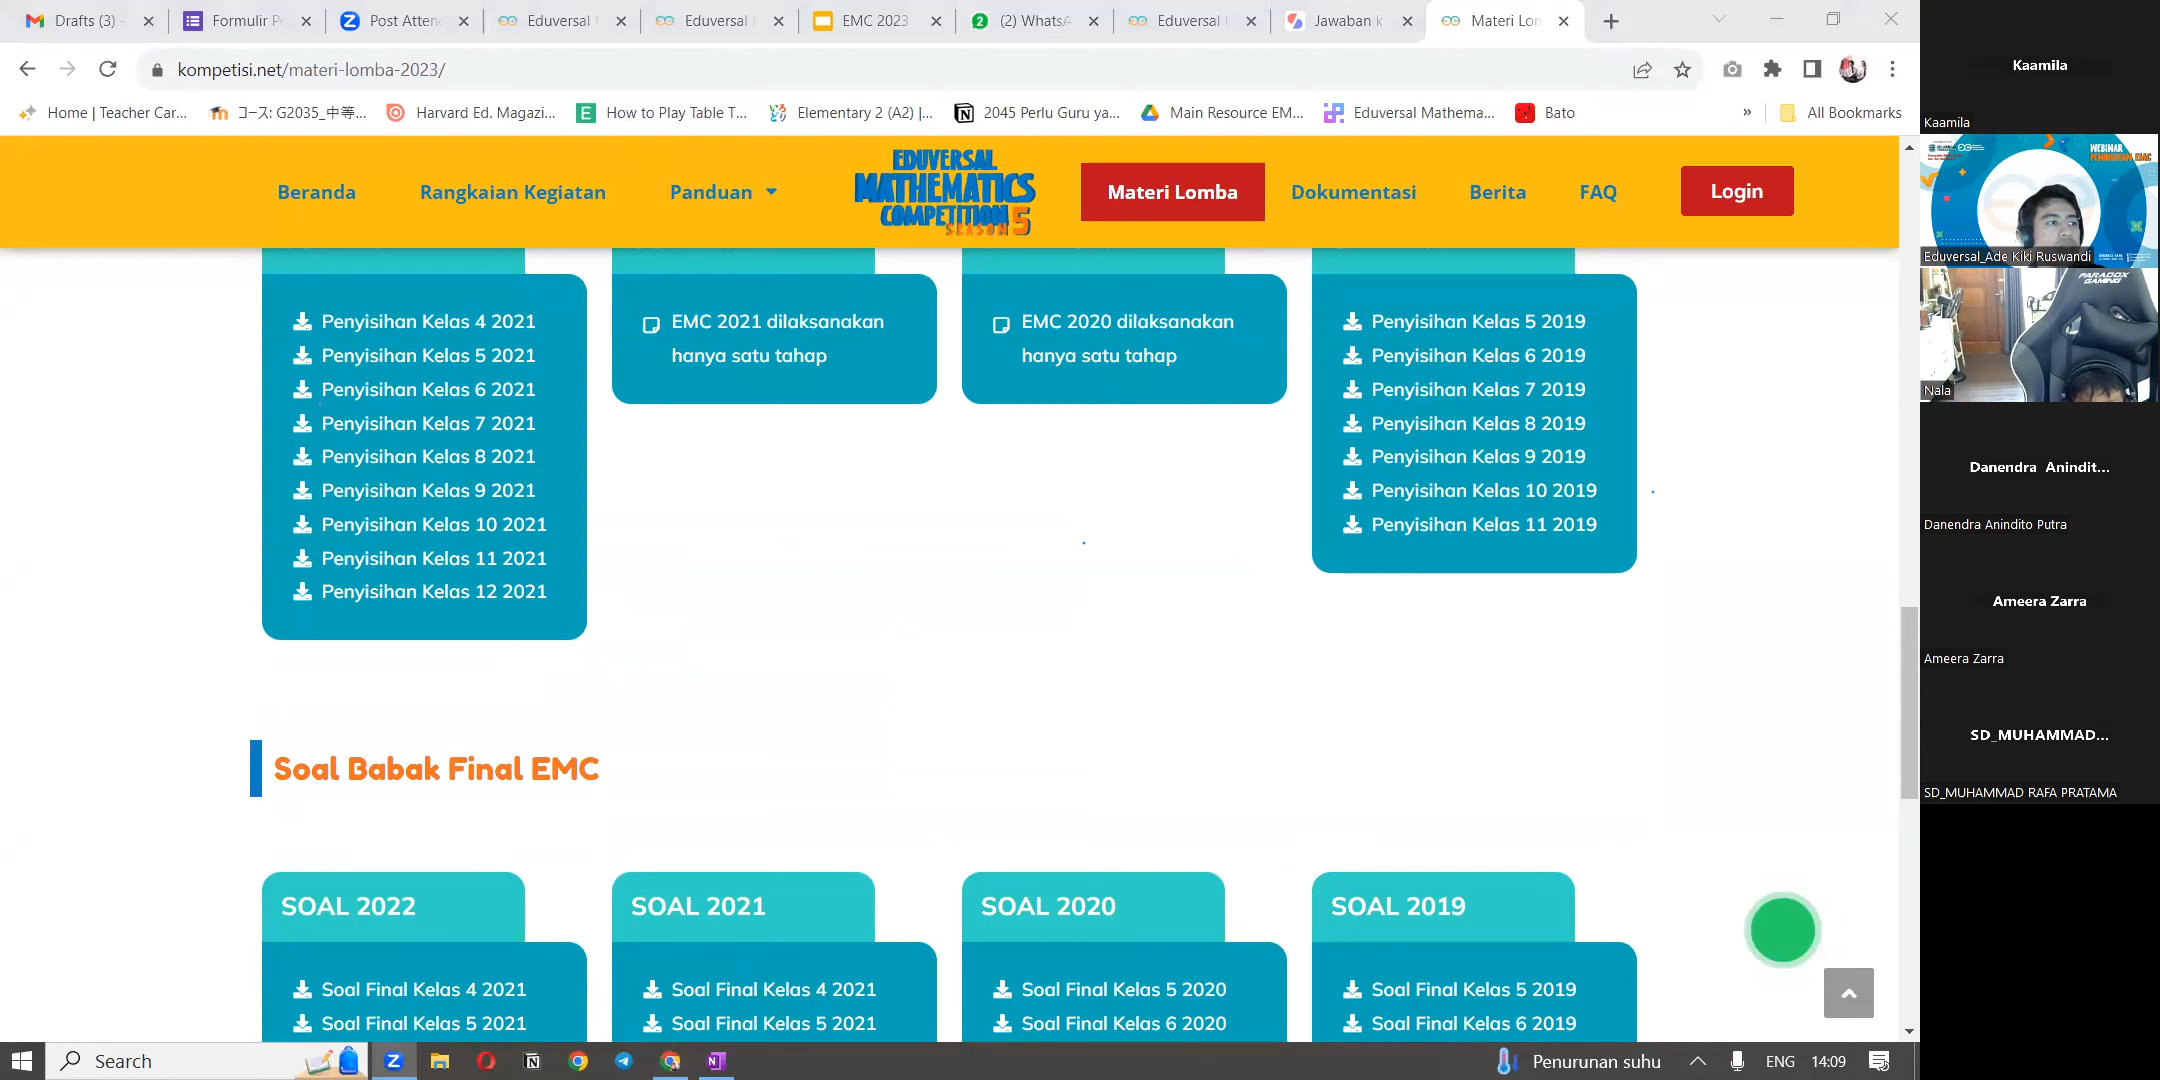 Drafts (3) -
Formulir Pe
Post Atten
Eduversal
Eduversal
EMC 2023
(2) WhatsA
Eduversal
Jawaban k
Materi Lom
kompetisi.net/materi-lomba-2023/
Home | Teacher Car...
コース: G2035_中等...
Harvard Ed. Magazi...
How to Play Table T...
Elementary 2 (A2) |...
2045 Perlu Guru ya...
Main Resource EM...
Eduversal Mathema...
Bato
»
All Bookmarks
Beranda
Rangkaian Kegiatan
Panduan
EDUVERSAL
MATHEMATICS
COMPETITION 5
SEASON
Materi Lomba
Dokumentasi
Berita
FAQ
Login
Penyisihan Kelas 4 2021
Penyisihan Kelas 5 2021
Penyisihan Kelas 6 2021
Penyisihan Kelas 7 2021
Penyisihan Kelas 8 2021
Penyisihan Kelas 9 2021
Penyisihan Kelas 10 2021
Penyisihan Kelas 11 2021
Penyisihan Kelas 12 2021
EMC 2021 dilaksanakan
hanya satu tahap
EMC 2020 dilaksanakan
hanya satu tahap
Penyisihan Kelas 5 2019
Penyisihan Kelas 6 2019
Penyisihan Kelas 7 2019
Penyisihan Kelas 8 2019
Penyisihan Kelas 9 2019
Penyisihan Kelas 10 2019
Penyisihan Kelas 11 2019
Soal Babak Final EMC
SOAL 2022
Soal Final Kelas 4 2021
Soal Final Kelas 5 2021
SOAL 2021
Soal Final Kelas 4 2021
Soal Final Kelas 5 2021
SOAL 2020
Soal Final Kelas 5 2020
Soal Final Kelas 6 2020
SOAL 2019
Soal Final Kelas 5 2019
Soal Final Kelas 6 2019
Kaamila
Kaamila
WEBINAR
PENDIDIKAN EMC
Eduversal_Ade Kiki Ruswandi
PARADOX
GAMING
Nala
Danendra Anindit...
Danendra Anindito Putra
Ameera Zarra
Ameera Zarra
SD_MUHAMMAD...
SD_MUHAMMAD RAFA PRATAMA
Search
Penurunan suhu
ENG
14:09